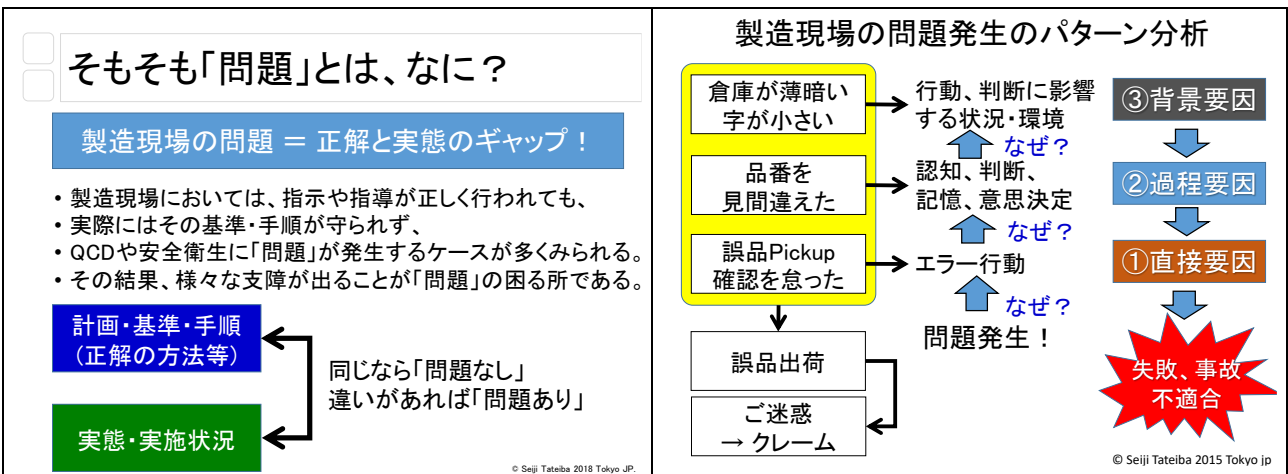 そもそも「問題」とは、なに？
製造現場の問題 ＝ 正解と実態のギャップ！
・製造現場においては、指示や指導が正しく行われても、
・実際にはその基準・手順が守られず、
・QCDや安全衛生に「問題」が発生するケースが多くみられる。
・その結果、様々な支障が出ることが「問題」の困る所である。
計画・基準・手順
(正解の方法等)
同じなら「問題なし」
違いがあれば「問題あり」
実態・実施状況
© Seiji Tateiba 2018 Tokyo JP.
製造現場の問題発生のパターン分析
倉庫が薄暗い
字が小さい
行動、判断に影響
する状況・環境
③背景要因
なぜ？
品番を
見間違えた
認知、判断、
記憶、意思決定
②過程要因
なぜ？
誤品Pickup
確認を怠った
エラー行動
①直接要因
なぜ？
問題発生！
誤品出荷
失敗、事故
不適合
ご迷惑
→ クレーム
© Seiji Tateiba 2015 Tokyo jp